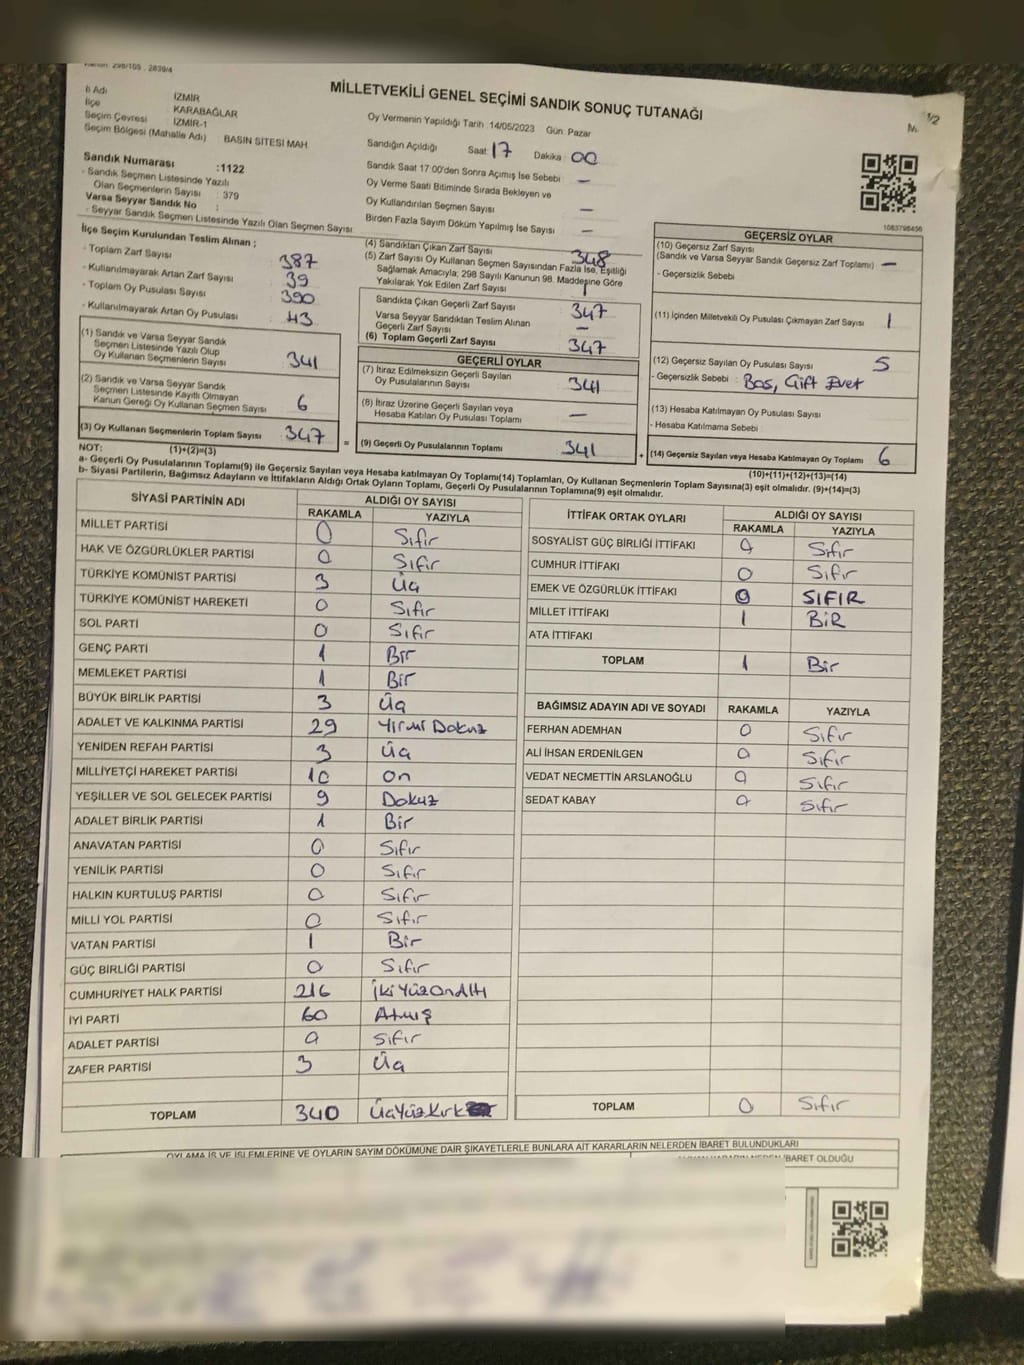 MİLLETVEKİLİ GENEL SEÇİMİ SANDIK SONUÇ TUTANAĞI
İl Adı İZMİR
İlçe KARABAĞLAR
Seçim Çevresi İZMİR-1
Seçim Bölgesi (Mahalle Adı) BASIN SİTESİ MAH.
Sandık Numarası :1122
- Sandık Seçmen Listesinde Yazılı
Olan Seçmenlerin Sayısı : 379
Varsa Seyyar Sandık No :
- Seyyar Sandık Seçmen Listesinde Yazılı Olan Seçmen Sayısı
Oy Vermenin Yapıldığı Tarih :14/05/2023 Gün: Pazar
Sandığın Açıldığı Saat: 17 Dakika: 00
Sandık Saat 17:00'den Sonra Açımış İse Sebebi : —
Oy Verme Saati Bitiminde Sırada Bekleyen ve
Oy Kullandırılan Seçmen Sayısı : —
Birden Fazla Sayım Döküm Yapılmış İse Sayısı : —
1083798456
İlçe Seçim Kurulundan Teslim Alınan ;
- Toplam Zarf Sayısı : 387
- Kullanılmayarak Artan Zarf Sayısı : 39
- Toplam Oy Pusulası Sayısı : 390
- Kullanılmayarak Artan Oy Pusulası : 43
(1) Sandık ve Varsa Seyyar Sandık
Seçmen Listesinde Yazılı Olup
Oy Kullanan Seçmenlerin Sayısı : 341
(2) Sandık ve Varsa Seyyar Sandık
Seçmen Listesinde Kayıtlı Olmayan
Kanun Gereği Oy Kullanan Seçmen Sayısı : 6
(3) Oy Kullanan Seçmenlerin Toplam Sayısı : 347
(1)+(2)=(3)
(4) Sandıktan Çıkan Zarf Sayısı : 348
(5) Zarf Sayısı Oy Kullanan Seçmen Sayısından Fazla İse, Eşitliği
Sağlamak Amacıyla; 298 Sayılı Kanunun 98. Maddesine Göre
Yakılarak Yok Edilen Zarf Sayısı : 1
Sandıkta Çıkan Geçerli Zarf Sayısı : 347
Varsa Seyyar Sandıktan Teslim Alınan
Geçerli Zarf Sayısı : —
(6) Toplam Geçerli Zarf Sayısı : 347
GEÇERLİ OYLAR
(7) İtiraz Edilmeksizin Geçerli Sayılan
Oy Pusulalarının Sayısı : 341
(8) İtiraz Üzerine Geçerli Sayılan veya
Hesaba Katılan Oy Pusulası Toplamı : —
= (9) Geçerli Oy Pusulalarının Toplamı : 341
GEÇERSİZ OYLAR
(10) Geçersiz Zarf Sayısı
(Sandık ve Varsa Seyyar Sandık Geçersiz Zarf Toplamı) : —
- Geçersizlik Sebebi :
(11) İçinden Milletvekili Oy Pusulası Çıkmayan Zarf Sayısı : 1
(12) Geçersiz Sayılan Oy Pusulası Sayısı : 5
- Geçersizlik Sebebi : Boş, Çift Evet
(13) Hesaba Katılmayan Oy Pusulası Sayısı :
- Hesaba Katılmama Sebebi :
+ (14) Geçersiz Sayılan veya Hesaba Katılmayan Oy Toplamı : 6
(10)+(11)+(12)+(13)=(14)
NOT:
a- Geçerli Oy Pusulalarının Toplamı(9) ile Geçersiz Sayılan veya Hesaba katılmayan Oy Toplamı(14) Toplamları, Oy Kullanan Seçmenlerin Toplam Sayısına(3) eşit olmalıdır. (9)+(14)=(3)
b- Siyasi Partilerin, Bağımsız Adayların ve İttifakların Aldığı Ortak Oyların Toplamı, Geçerli Oy Pusulalarının Toplamına(9) eşit olmalıdır.
SİYASİ PARTİNİN ADI ALDIĞI OY SAYISI
RAKAMLA YAZIYLA
MİLLET PARTİSİ 0 Sıfır
HAK VE ÖZGÜRLÜKLER PARTİSİ 0 Sıfır
TÜRKİYE KOMÜNİST PARTİSİ 3 Üç
TÜRKİYE KOMÜNİST HAREKETİ 0 Sıfır
SOL PARTİ 0 Sıfır
GENÇ PARTİ 1 Bir
MEMLEKET PARTİSİ 1 Bir
BÜYÜK BİRLİK PARTİSİ 3 Üç
ADALET VE KALKINMA PARTİSİ 29 Yirmi Dokuz
YENİDEN REFAH PARTİSİ 3 Üç
MİLLİYETÇİ HAREKET PARTİSİ 10 On
YEŞİLLER VE SOL GELECEK PARTİSİ 9 Dokuz
ADALET BİRLİK PARTİSİ 1 Bir
ANAVATAN PARTİSİ 0 Sıfır
YENİLİK PARTİSİ 0 Sıfır
HALKIN KURTULUŞ PARTİSİ 0 Sıfır
MİLLİ YOL PARTİSİ 0 Sıfır
VATAN PARTİSİ 1 Bir
GÜÇ BİRLİĞİ PARTİSİ 0 Sıfır
CUMHURİYET HALK PARTİSİ 216 İkiYüzOnAltı
İYİ PARTİ 60 Atmış
ADALET PARTİSİ 0 Sıfır
ZAFER PARTİSİ 3 Üç
TOPLAM 340 ÜçYüzKırk
İTTİFAK ORTAK OYLARI ALDIĞI OY SAYISI
RAKAMLA YAZIYLA
SOSYALİST GÜÇ BİRLİĞİ İTTİFAKI 0 Sıfır
CUMHUR İTTİFAKI 0 Sıfır
EMEK VE ÖZGÜRLÜK İTTİFAKI 0 SIFIR
MİLLET İTTİFAKI 1 BİR
ATA İTTİFAKI
TOPLAM 1 Bir
BAĞIMSIZ ADAYIN ADI VE SOYADI RAKAMLA YAZIYLA
FERHAN ADEMHAN 0 Sıfır
ALİ İHSAN ERDENİLGEN 0 Sıfır
VEDAT NECMETTİN ARSLANOĞLU 0 Sıfır
SEDAT KABAY 0 Sıfır
TOPLAM 0 Sıfır
OYLAMA İŞ VE İŞLEMLERİNE VE OYLARIN SAYIM DÖKÜMÜNE DAİR ŞİKAYETLERLE BUNLARA AİT KARARLARIN NELERDEN İBARET BULUNDUKLARI
İBARET OLDUĞU